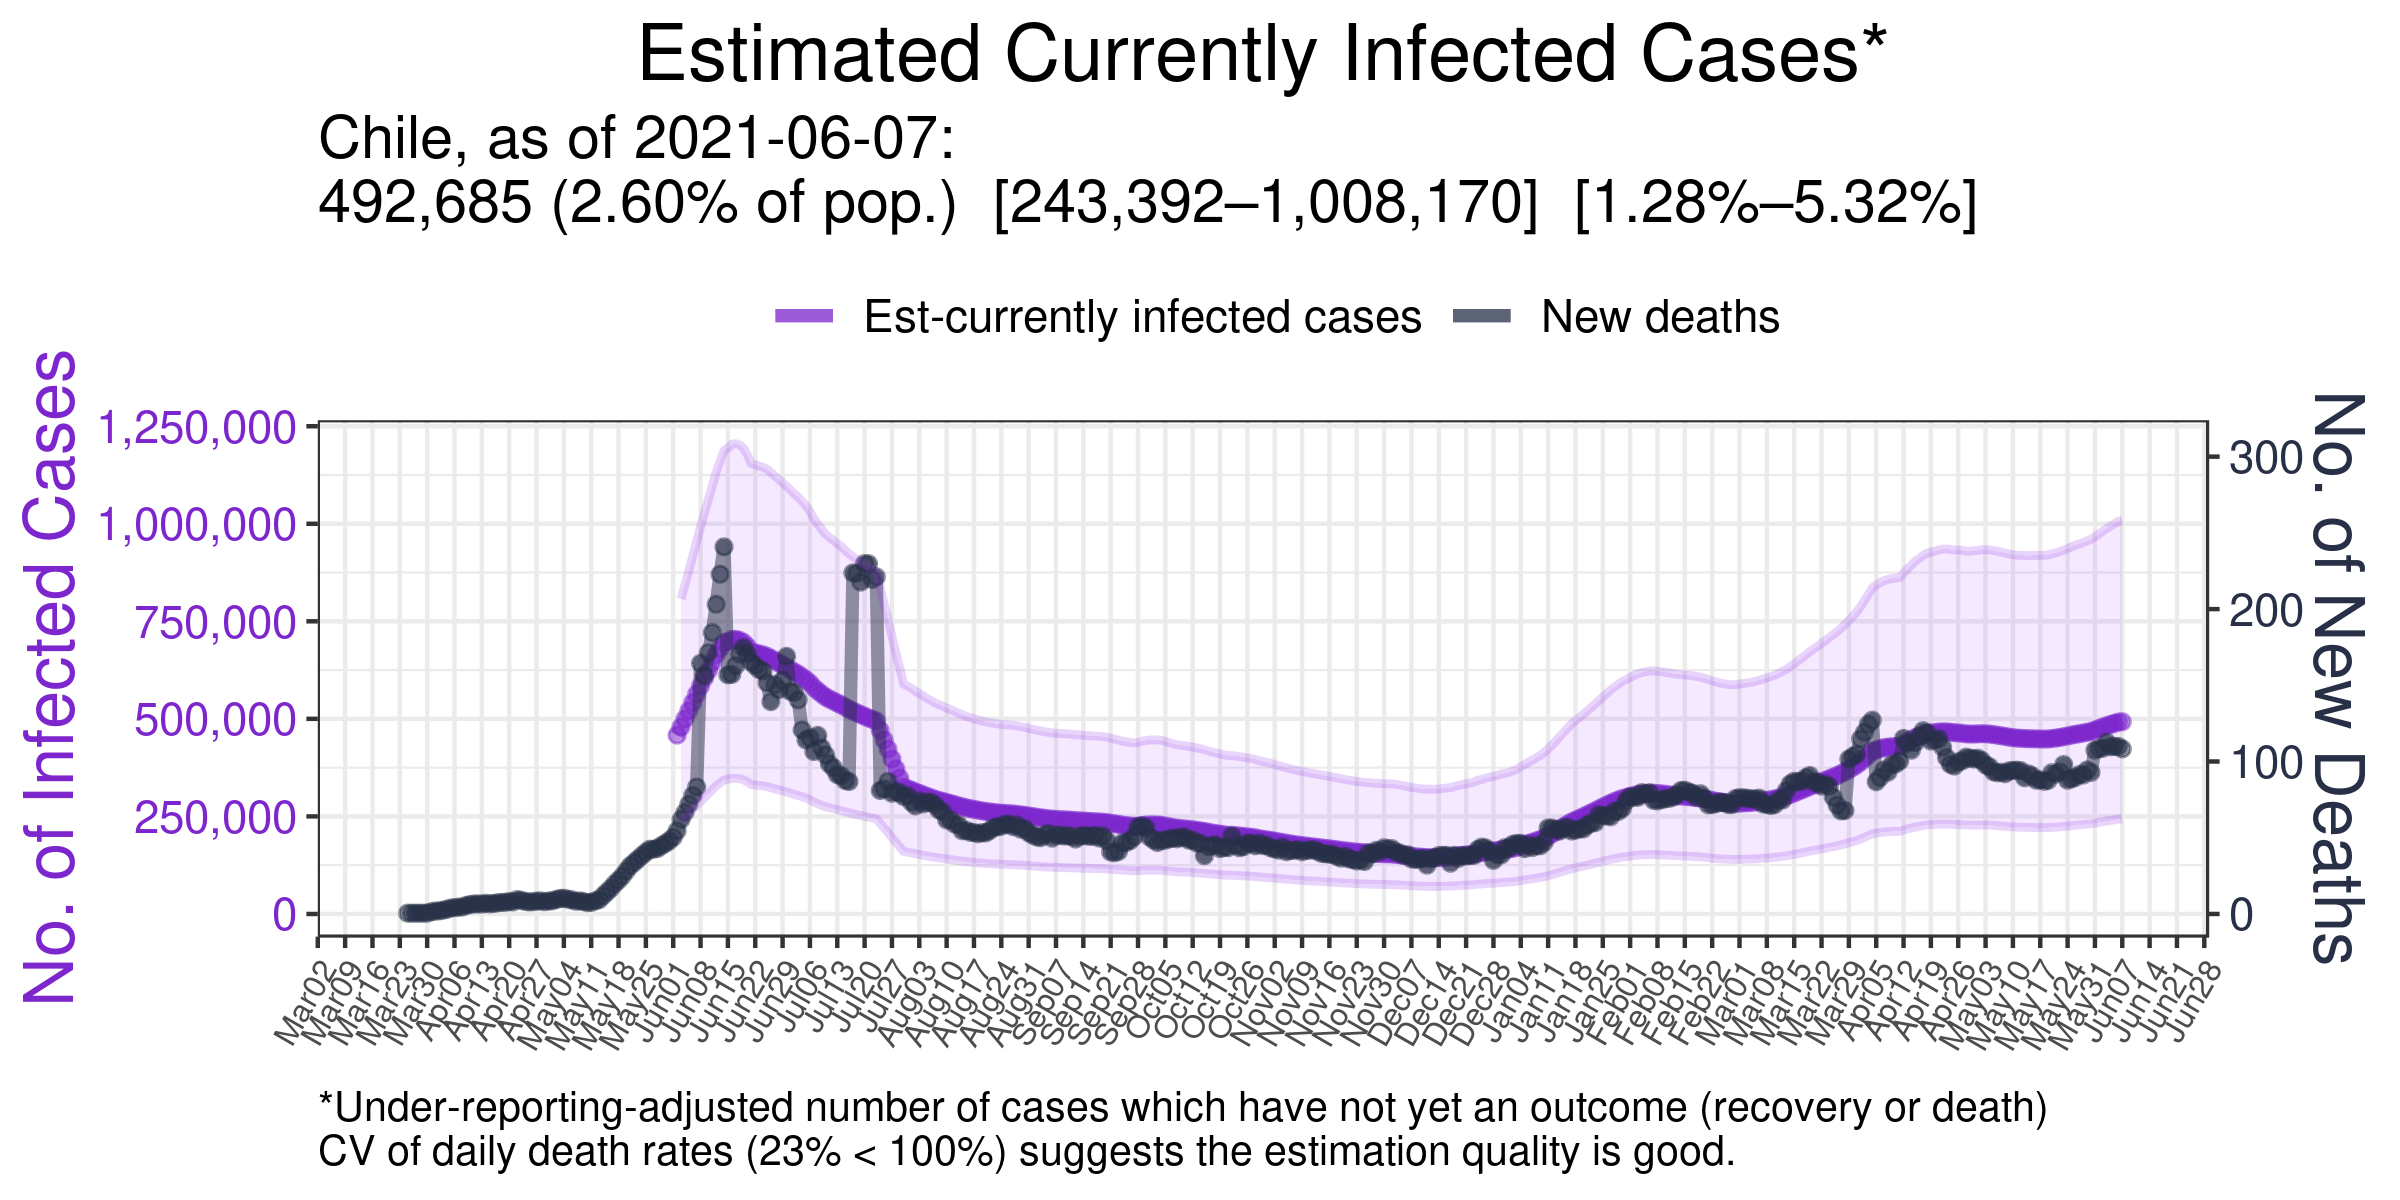 Estimated Currently Infected Cases*
Chile, as of 2021-06-07:
492,685 (2.60% of pop.) [243,392–1,008,170] [1.28%–5.32%]
Est-currently infected cases
New deaths
No. of Infected Cases
1,250,000
1,000,000
750,000
500,000
250,000
0
300
200
100
0
No. of New Deaths
Mar02
Mar09
Mar16
Mar23
Mar30
Apr06
Apr13
Apr20
Apr27
May04
May11
May18
May25
Jun01
Jun08
Jun15
Jun22
Jun29
Jul06
Jul13
Jul20
Jul27
Aug03
Aug10
Aug17
Aug24
Aug31
Sep07
Sep14
Sep21
Sep28
Oct05
Oct12
Oct19
Oct26
Nov02
Nov09
Nov16
Nov23
Nov30
Dec07
Dec14
Dec21
Dec28
Jan04
Jan11
Jan18
Jan25
Feb01
Feb08
Feb15
Feb22
Mar01
Mar08
Mar15
Mar22
Mar29
Apr05
Apr12
Apr19
Apr26
May03
May10
May17
May24
May31
Jun07
Jun14
Jun21
Jun28
*Under-reporting-adjusted number of cases which have not yet an outcome (recovery or death)
CV of daily death rates (23% < 100%) suggests the estimation quality is good.